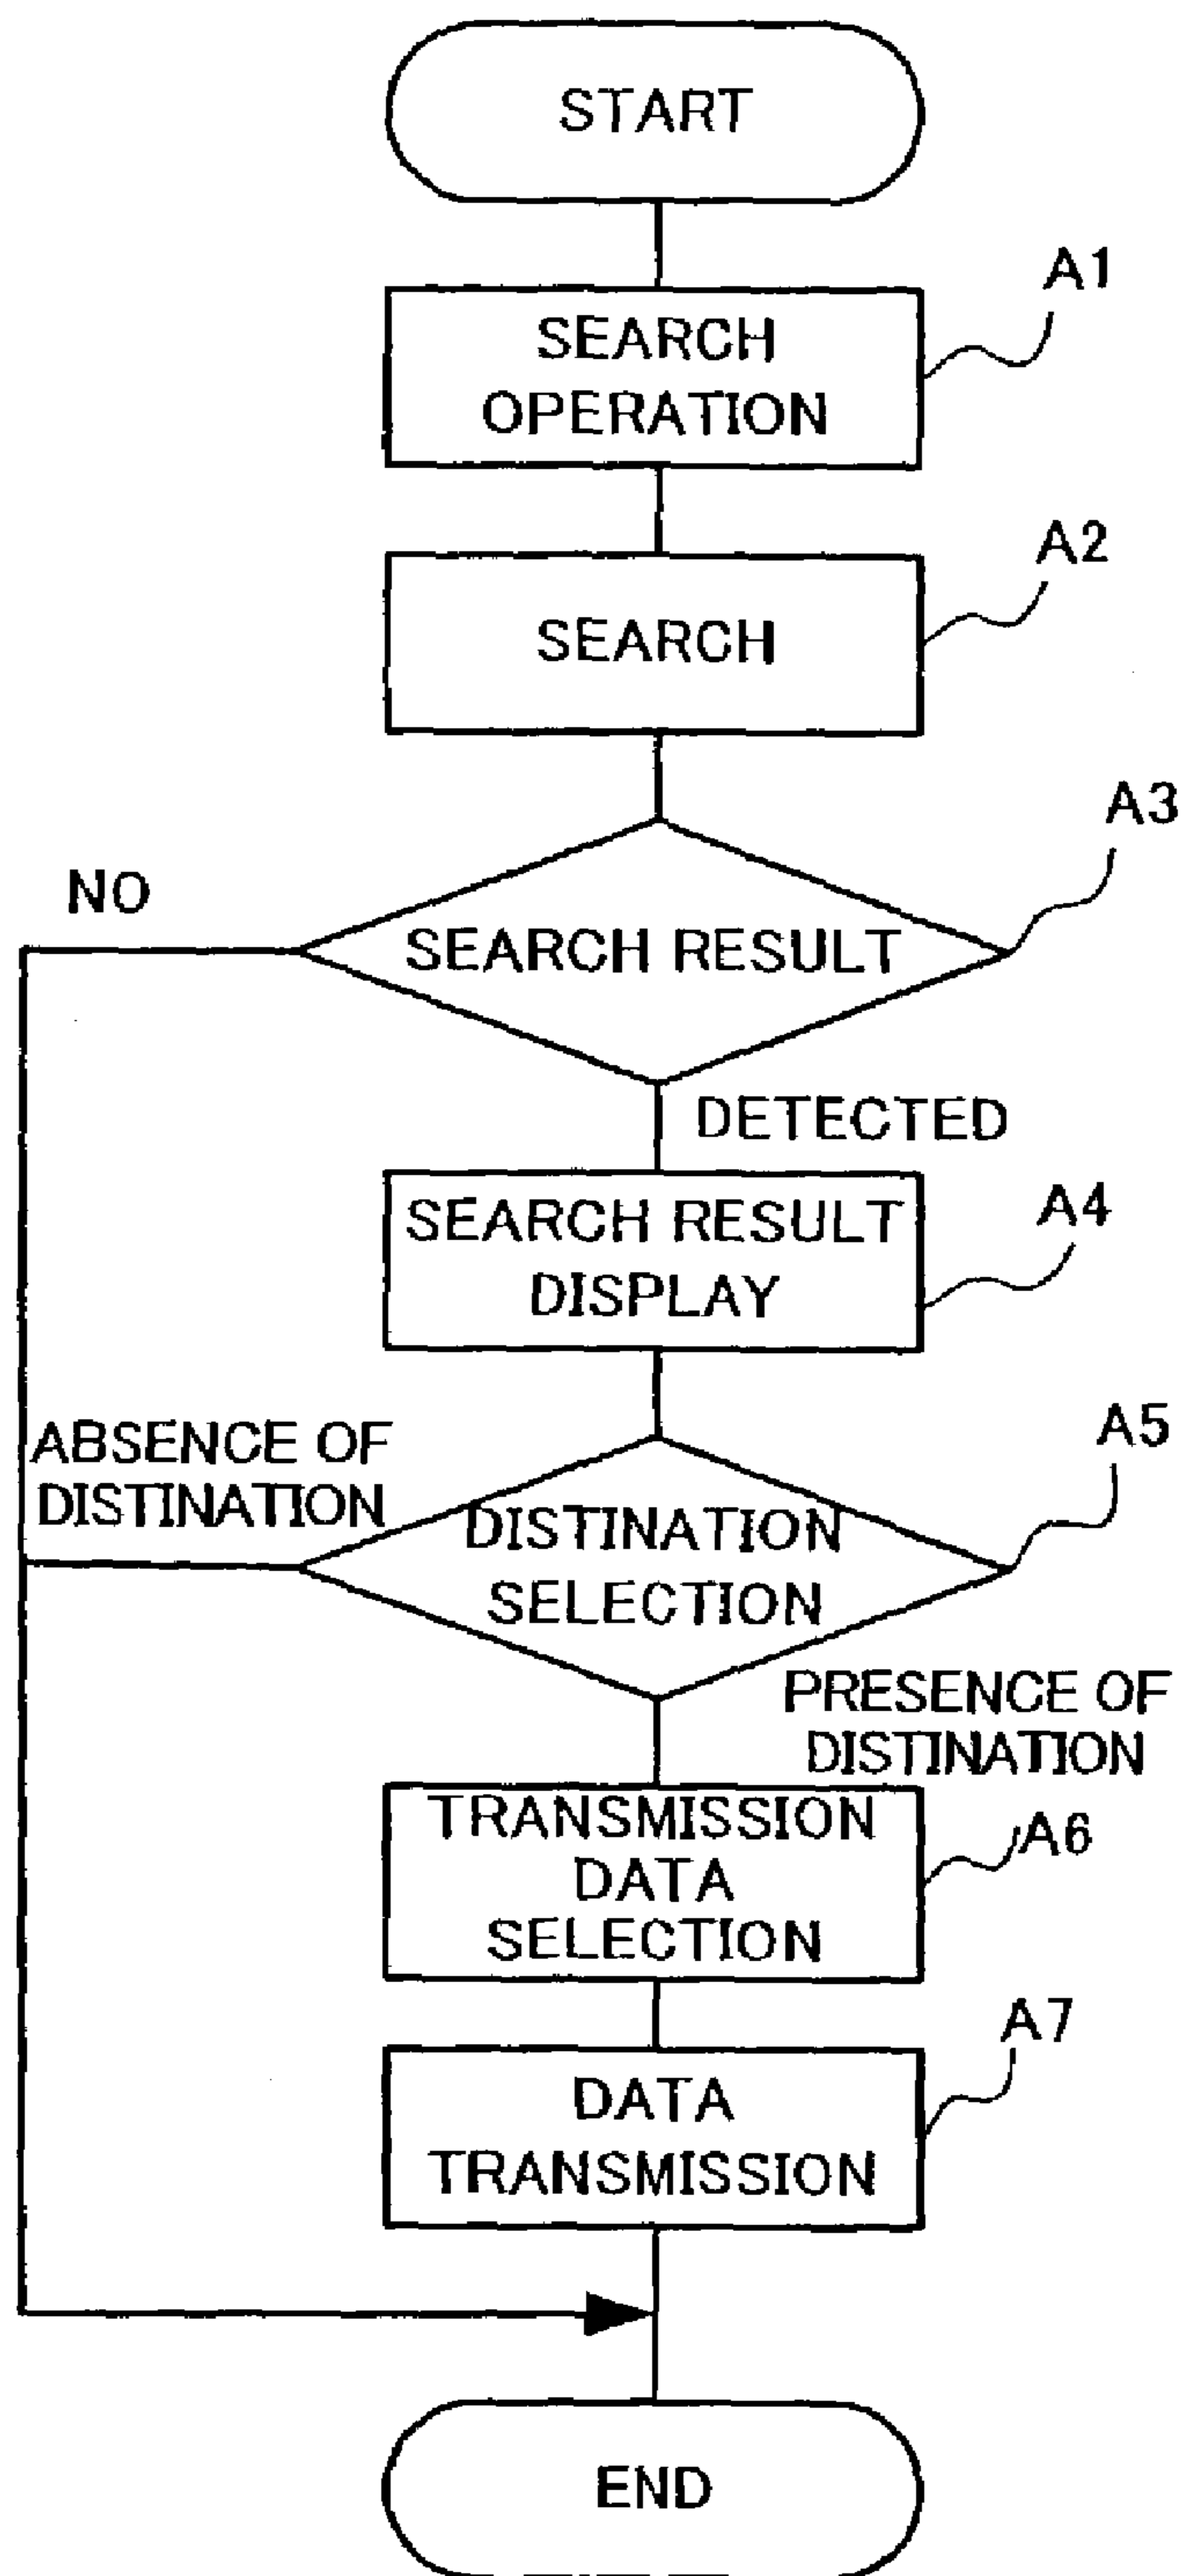 START
A1
SEARCH
OPERATION
A2
SEARCH
A3
NO
SEARCH RESULT
DETECTED
A4
SEARCH RESULT
DISPLAY
A5
ABSENCE OF
DISTINATION
DISTINATION
SELECTION
PRESENCE OF
DISTINATION
TRANSMISSION
DATA
SELECTION
A6
A7
DATA
TRANSMISSION
END